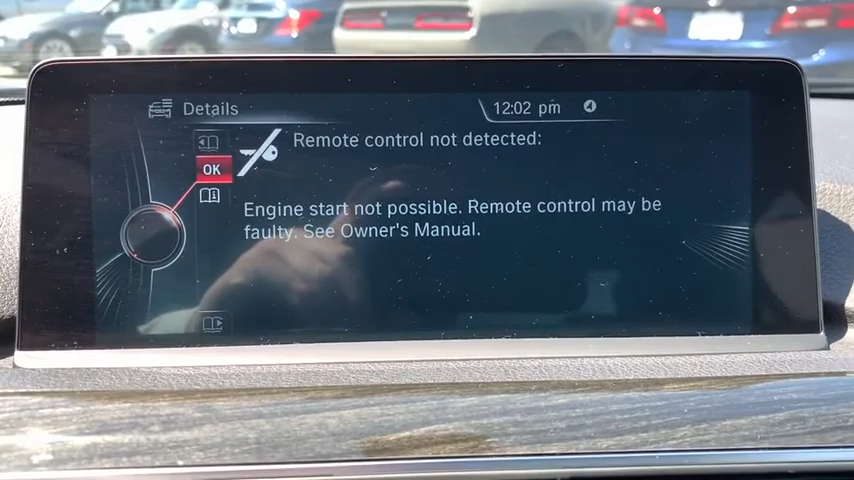 Details
12:02 pm
Remote control not detected:
OK
Engine start not possible. Remote control may be
faulty. See Owner's Manual.